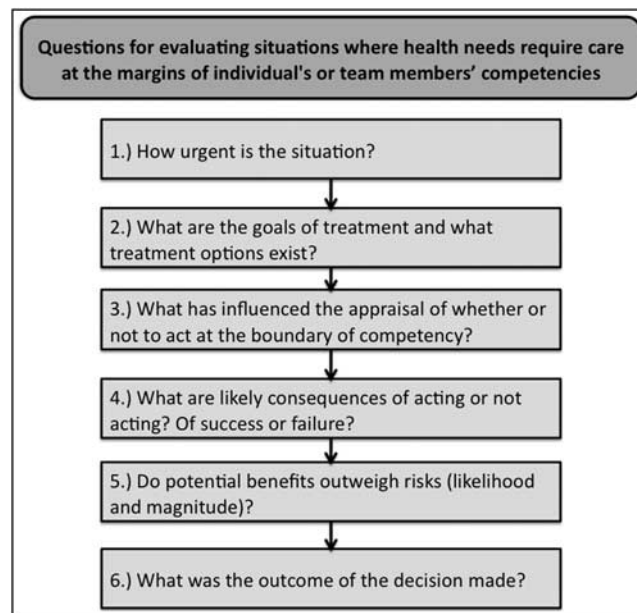 Questions for evaluating situations where health needs require care
at the margins of individual's or team members’ competencies
1.) How urgent is the situation?
2.) What are the goals of treatment and what
treatment options exist?
3.) What has influenced the appraisal of whether or
not to act at the boundary of competency?
4.) What are likely consequences of acting or not
acting? Of success or failure?
5.) Do potential benefits outweigh risks (likelihood
and magnitude)?
6.) What was the outcome of the decision made?